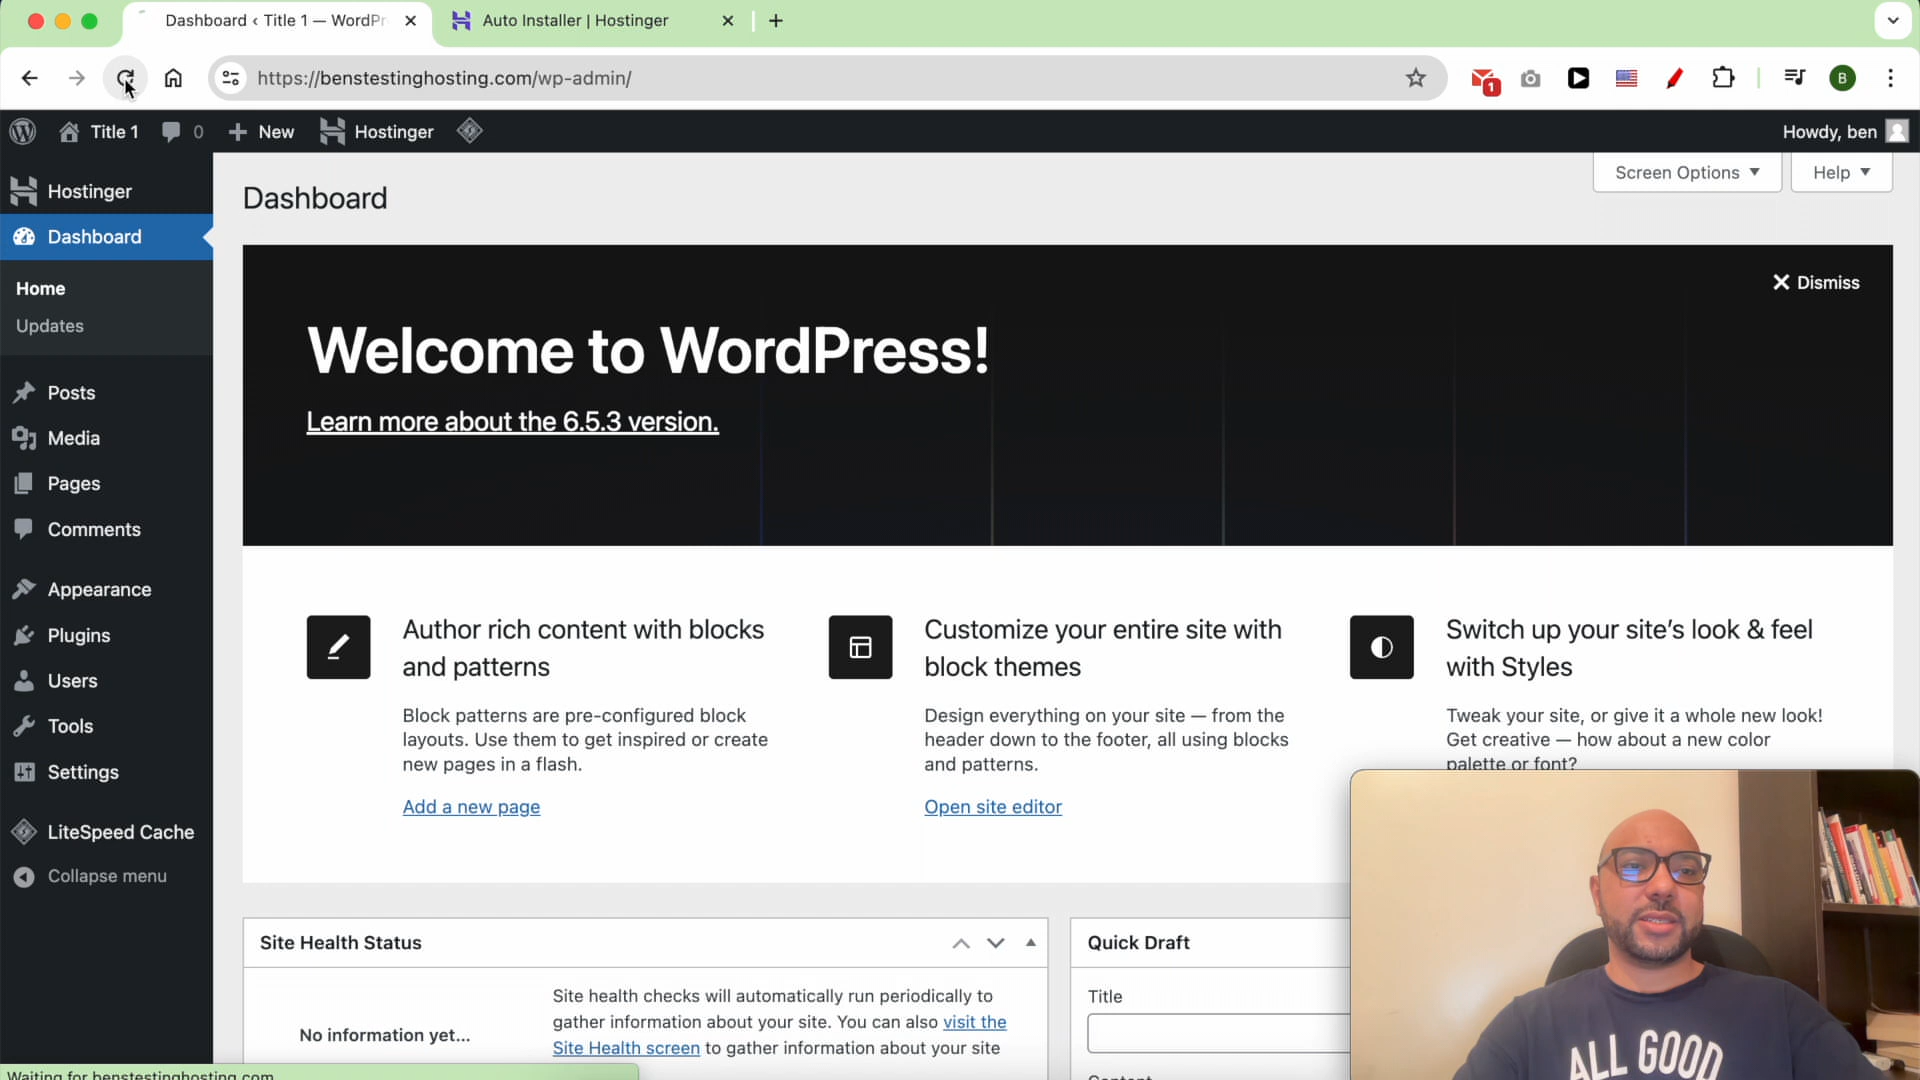 Dashboard ‹ Title 1 — WordPr
Auto Installer | Hostinger
https://benstestinghosting.com/wp-admin/
1
B
Title 1
0
New
Hostinger
Howdy, ben
Hostinger
Dashboard
Home
Updates
Posts
Media
Pages
Comments
Appearance
Plugins
Users
Tools
Settings
LiteSpeed Cache
Collapse menu
Dashboard
Screen Options
Help
Dismiss
Welcome to WordPress!
Learn more about the 6.5.3 version.
Author rich content with blocks
and patterns
Block patterns are pre-configured block
layouts. Use them to get inspired or create
new pages in a flash.
Add a new page
Customize your entire site with
block themes
Design everything on your site — from the
header down to the footer, all using blocks
and patterns.
Open site editor
Switch up your site’s look & feel
with Styles
Tweak your site, or give it a whole new look!
Get creative — how about a new color
palette or font?
Site Health Status
No information yet...
Site health checks will automatically run periodically to
gather information about your site. You can also visit the
Site Health screen to gather information about your site
Quick Draft
Title
Content
Waiting for benstestinghosting.com
ALL GOOD